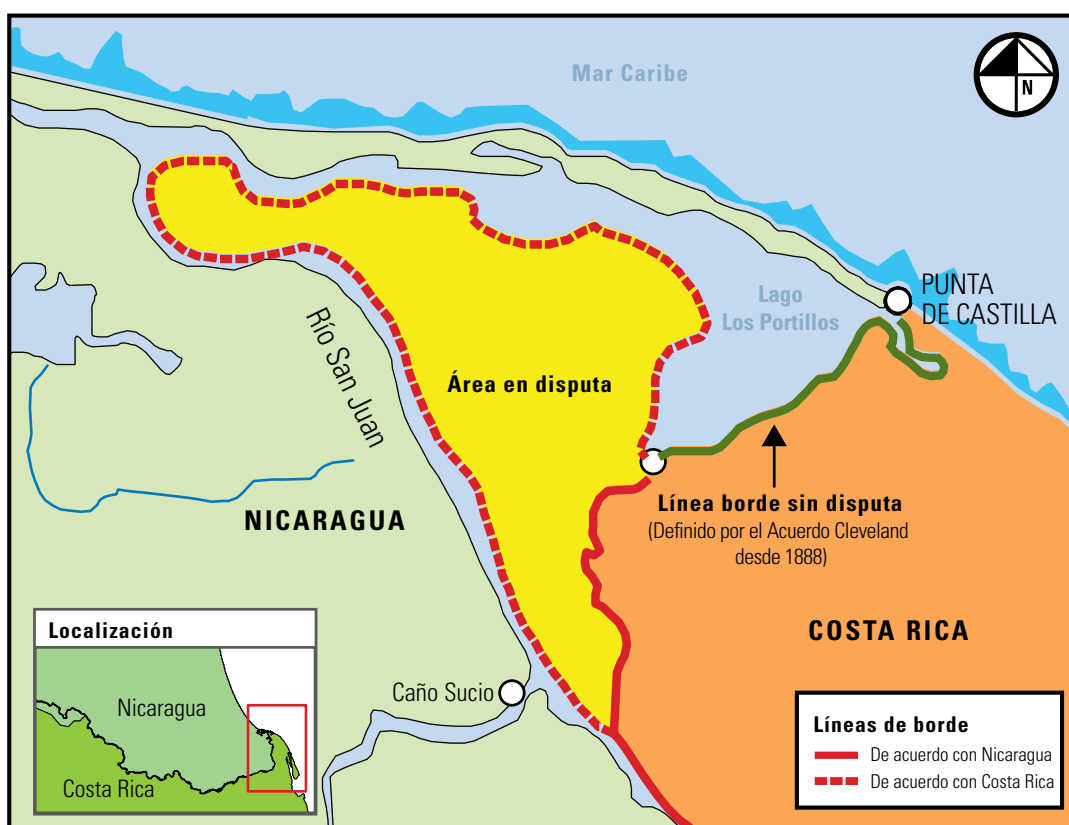 Mar Caribe
N
PUNTA
DE CASTILLA
Lago
Los Portillos
Río San Juan
Área en disputa
NICARAGUA
Línea borde sin disputa
(Definido por el Acuerdo Cleveland
desde 1888)
COSTA RICA
Caño Sucio
Localización
Nicaragua
Costa Rica
Líneas de borde
De acuerdo con Nicaragua
De acuerdo con Costa Rica